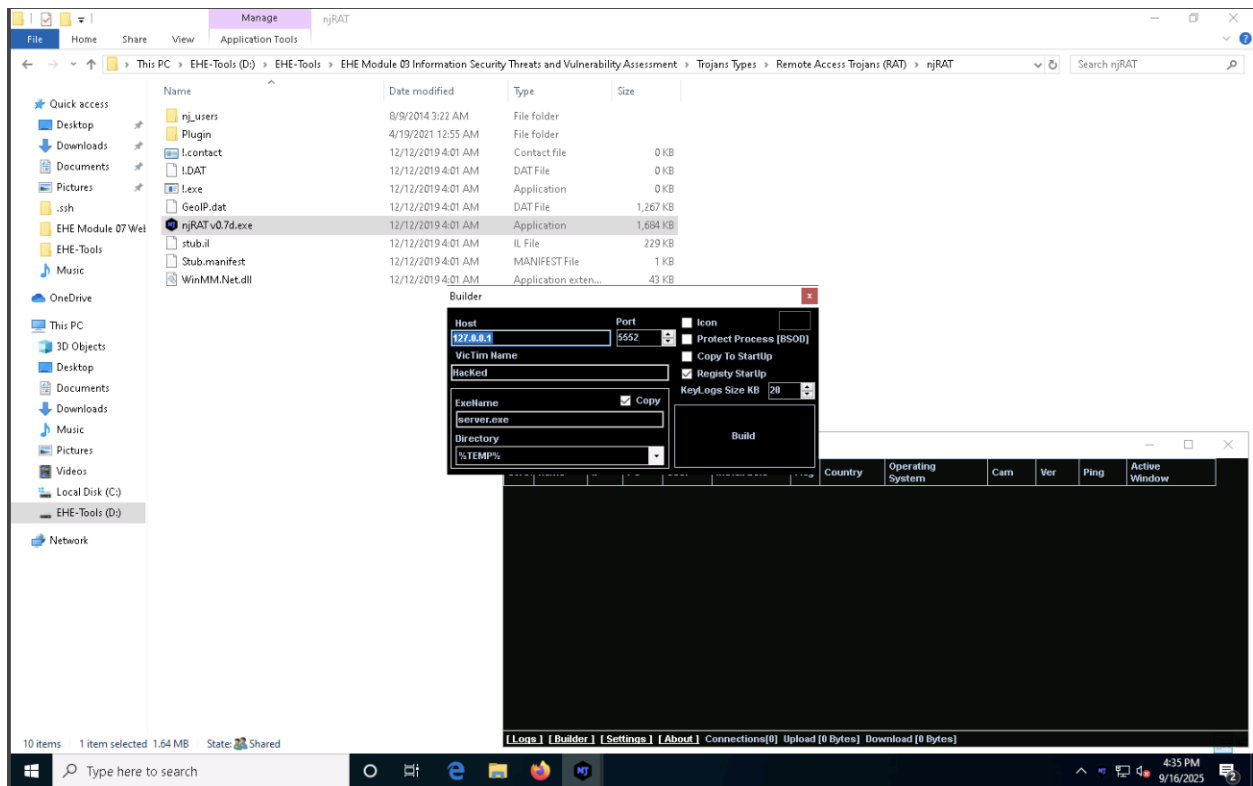 Manage njRAT
File Home Share View Application Tools
This PC > EHE-Tools (D:) > EHE-Tools > EHE Module 03 Information Security Threats and Vulnerability Assessment > Trojans Types > Remote Access Trojans (RAT) > njRAT
Search njRAT
Quick access
Desktop
Downloads
Documents
Pictures
.ssh
EHE Module 07 Wel
EHE-Tools
Music
OneDrive
This PC
3D Objects
Desktop
Documents
Downloads
Music
Pictures
Videos
Local Disk (C:)
EHE-Tools (D:)
Network
Name Date modified Type Size
nj_users 8/9/2014 3:22 AM File folder
Plugin 4/19/2021 12:55 AM File folder
!.contact 12/12/2019 4:01 AM Contact file 0 KB
!.DAT 12/12/2019 4:01 AM DAT File 0 KB
!.exe 12/12/2019 4:01 AM Application 0 KB
GeoIP.dat 12/12/2019 4:01 AM DAT File 1,267 KB
njRAT v0.7d.exe 12/12/2019 4:01 AM Application 1,684 KB
stub.il 12/12/2019 4:01 AM IL File 229 KB
Stub.manifest 12/12/2019 4:01 AM MANIFEST File 1 KB
WinMM.Net.dll 12/12/2019 4:01 AM Application exten... 43 KB
Builder x
Host Port
127.0.0.1 5552
VicTim Name
HacKed
ExeName Copy
server.exe
Directory
%TEMP%
Icon
Protect Process [BSOD]
Copy To StartUp
Registy StarUp
KeyLogs Size KB 20
Build
Country Operating System Cam Ver Ping Active Window
[ Logs ] [ Builder ] [ Settings ] [ About ] Connections[0] Upload [0 Bytes] Download [0 Bytes]
10 items 1 item selected 1.64 MB State: Shared
Type here to search
NJ
4:35 PM
9/16/2025
2